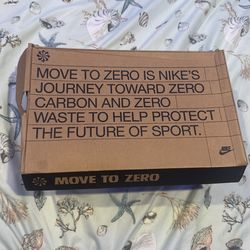 MOVE TO ZERO IS NIKE'S
JOURNEY TOWARD ZERO
CARBON AND ZERO
WASTE TO HELP PROTECT
THE FUTURE OF SPORT.
MOVE TO ZERO